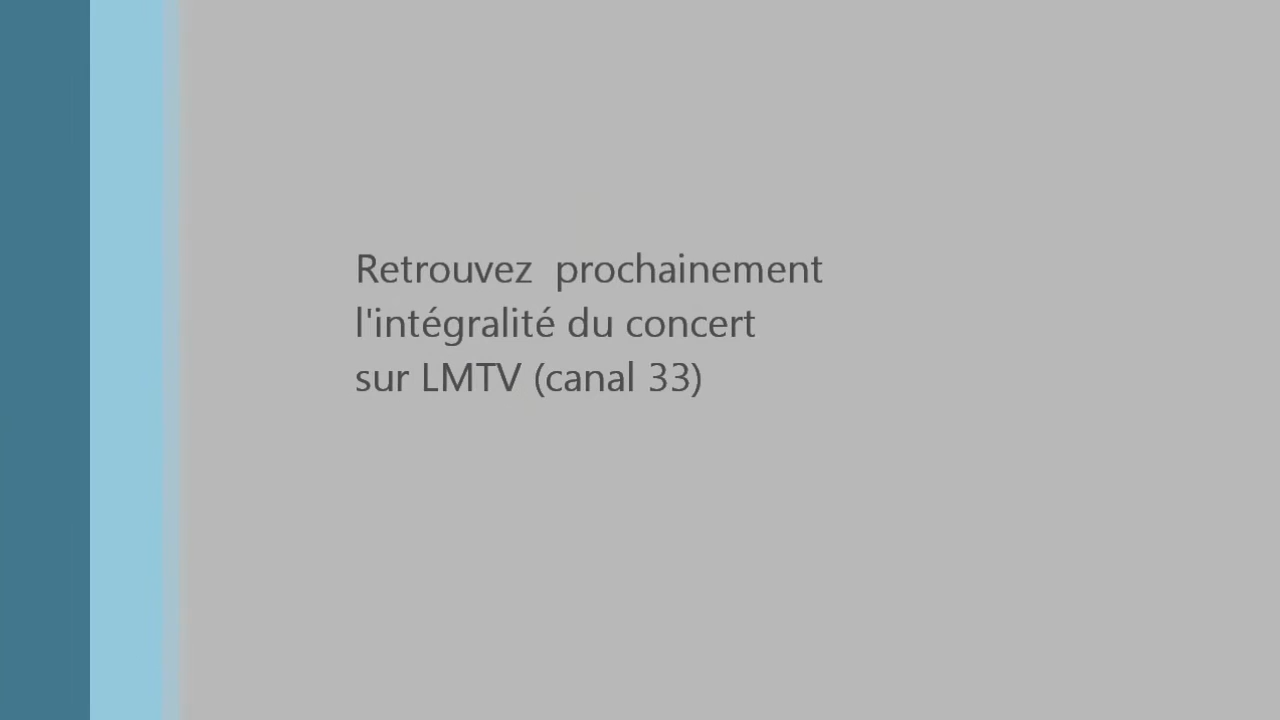 Retrouvez  prochainement
l'intégralité du concert
sur LMTV (canal 33)